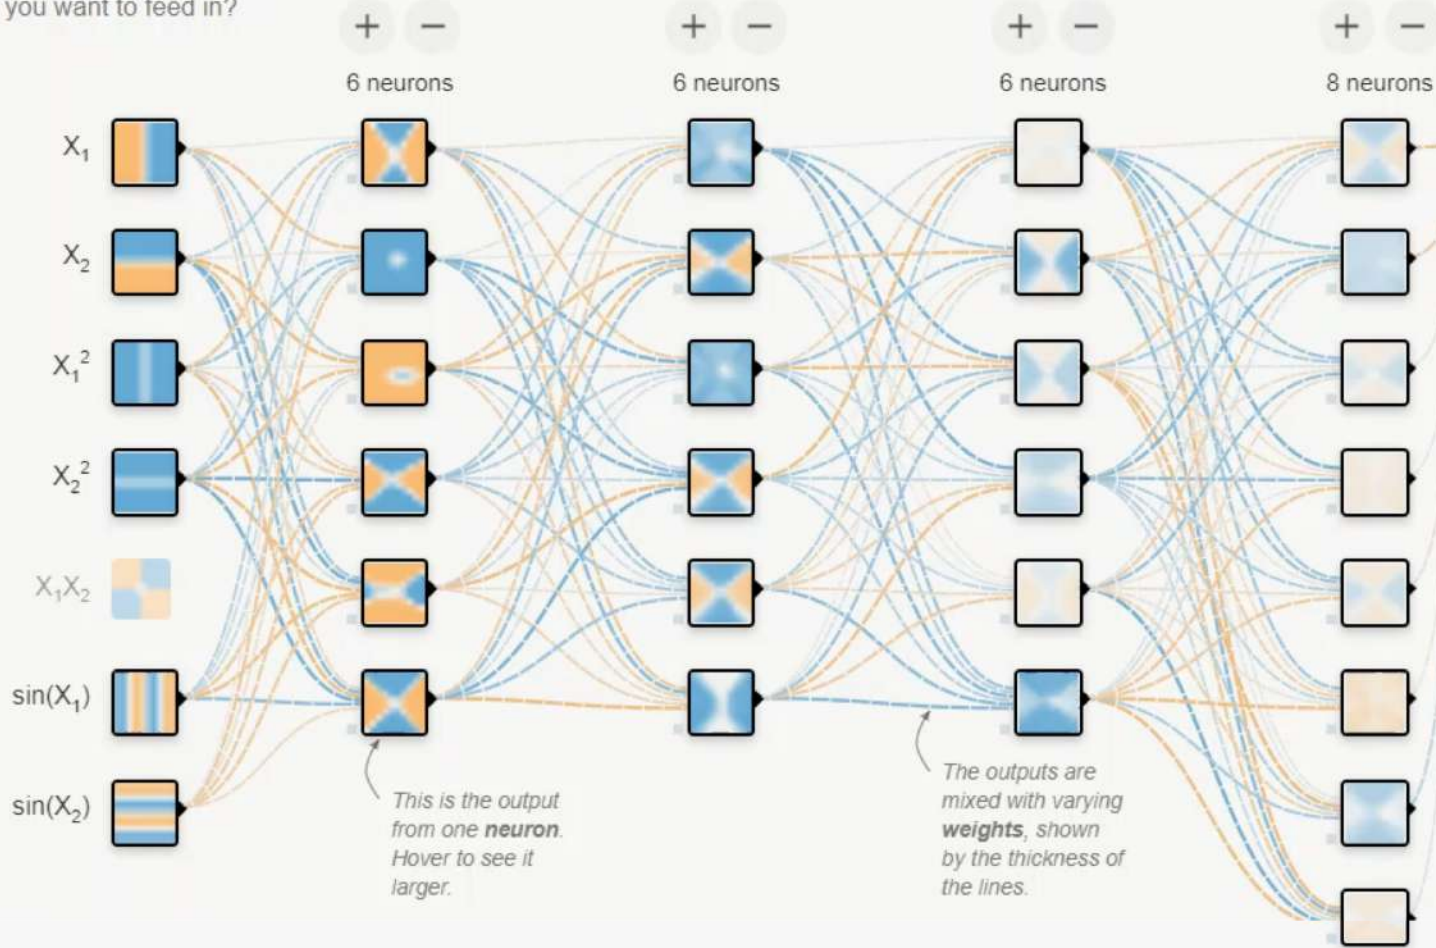 you want to feed in?
+ − + − + − + −
6 neurons 6 neurons 6 neurons 8 neurons
X₁
X₂
X₁²
X₂²
X₁X₂
sin(X₁)
sin(X₂)
This is the output
from one neuron.
Hover to see it
larger.
The outputs are
mixed with varying
weights, shown
by the thickness of
the lines.